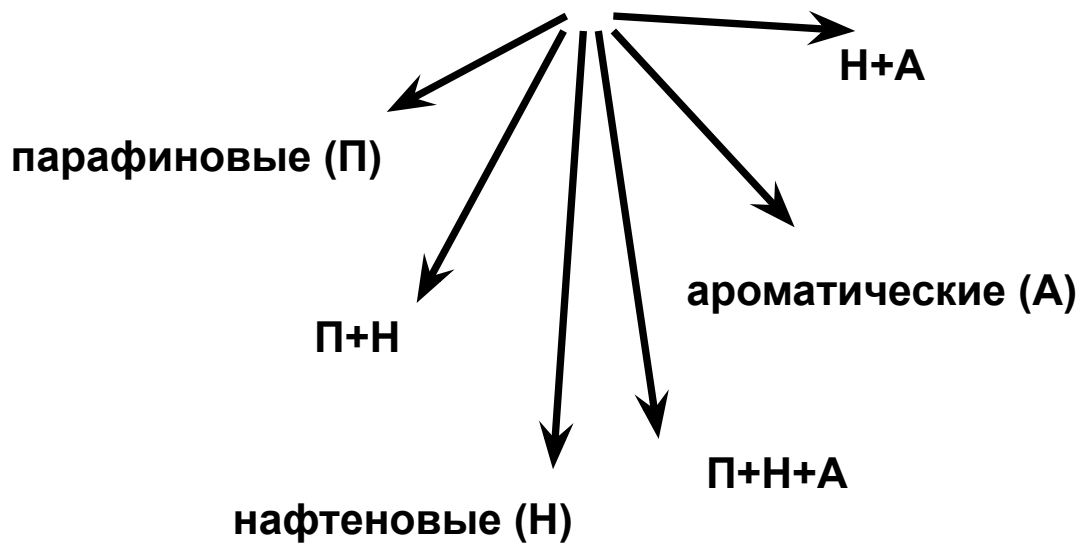 Н+А
парафиновые (П)
ароматические (А)
П+Н
П+Н+А
нафтеновые (Н)